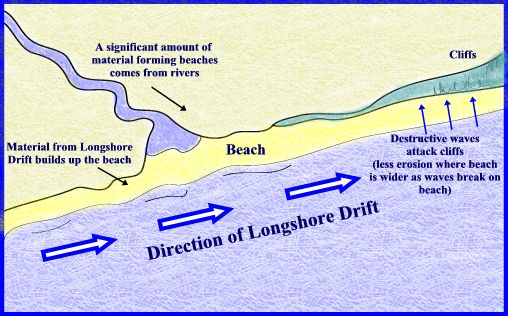 A significant amount of
material forming beaches
comes from rivers
Cliffs
Material from Longshore
Drift builds up the beach
Beach
Destructive waves
attack cliffs
(less erosion where beach
is wider as waves break on
beach)
Direction of Longshore Drift